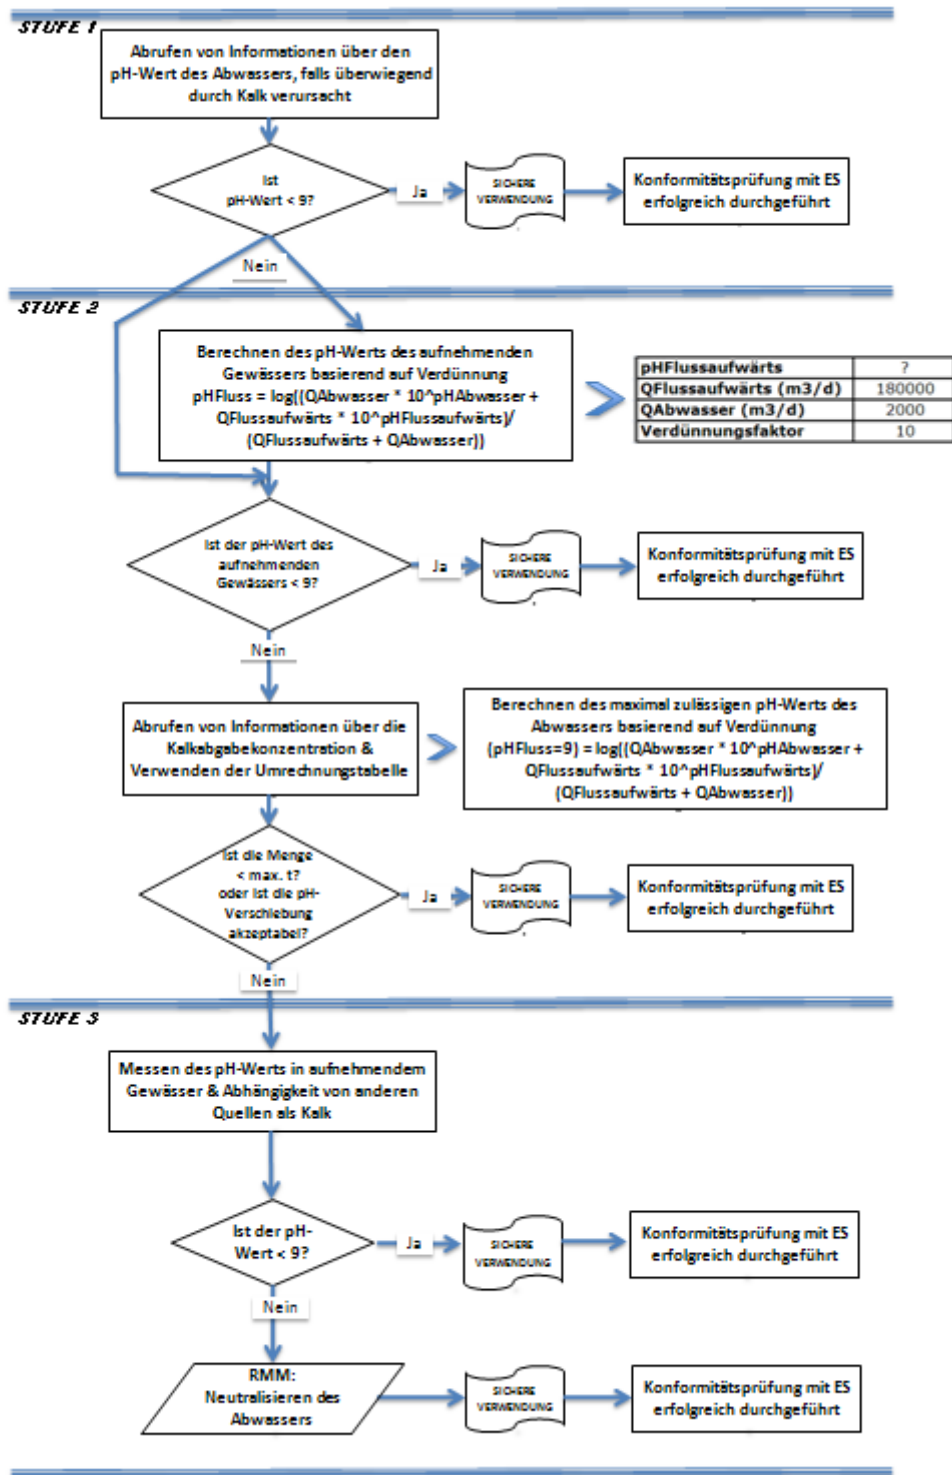 STUFE 1
Abrufen von Informationen über den
pH-Wert des Abwassers, falls überwiegend
durch Kalk verursacht
Ist
pH-Wert < 9?
Ja
SICHERE
VERWENDUNG
Konformitätsprüfung mit ES
erfolgreich durchgeführt
Nein
STUFE 2
Berechnen des pH-Werts des aufnehmenden
Gewässers basierend auf Verdünnung
pHFluss = log((QAbwasser * 10^pHAbwasser +
QFlussaufwärts * 10^pHFlussaufwärts)/
(QFlussaufwärts + QAbwasser))
pHFlussaufwärts ?
QFlussaufwärts (m3/d) 180000
QAbwasser (m3/d) 2000
Verdünnungsfaktor 10
Ist der pH-Wert des
aufnehmenden
Gewässers < 9?
Ja
SICHERE
VERWENDUNG
Konformitätsprüfung mit ES
erfolgreich durchgeführt
Nein
Abrufen von Informationen über die
Kalkabgabekonzentration &
Verwenden der Umrechnungstabelle
Berechnen des maximal zulässigen pH-Werts des
Abwassers basierend auf Verdünnung
(pHFluss=9) = log((QAbwasser * 10^pHAbwasser +
QFlussaufwärts * 10^pHFlussaufwärts)/
(QFlussaufwärts + QAbwasser))
Ist die Menge
< max. t?
oder ist die pH-
Verschiebung
akzeptabel?
Ja
SICHERE
VERWENDUNG
Konformitätsprüfung mit ES
erfolgreich durchgeführt
Nein
STUFE 3
Messen des pH-Werts in aufnehmendem
Gewässer & Abhängigkeit von anderen
Quellen als Kalk
Ist der pH-
Wert < 9?
Ja
SICHERE
VERWENDUNG
Konformitätsprüfung mit ES
erfolgreich durchgeführt
Nein
RMM:
Neutralisieren des
Abwassers
SICHERE
VERWENDUNG
Konformitätsprüfung mit ES
erfolgreich durchgeführt